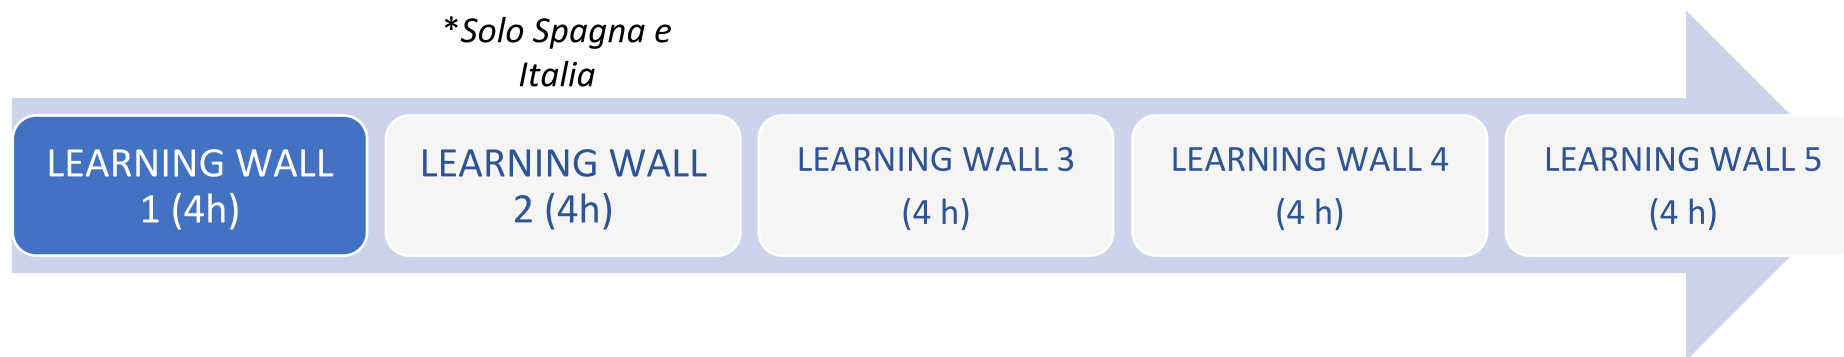 *Solo Spagna e
Italia
LEARNING WALL
1 (4h)
LEARNING WALL
2 (4h)
LEARNING WALL 3
(4 h)
LEARNING WALL 4
(4 h)
LEARNING WALL 5
(4 h)